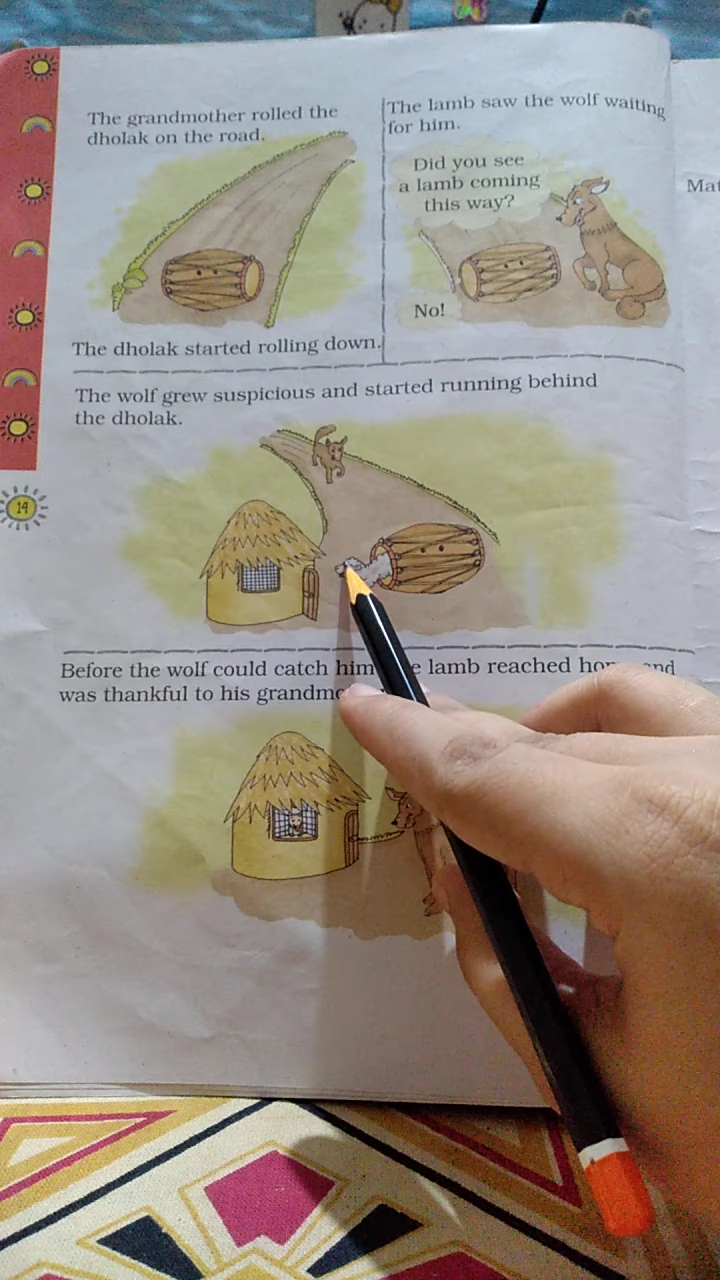 The grandmother rolled the
dholak on the road.
The dholak started rolling down.
The lamb saw the wolf waiting
for him.
Did you see
a lamb coming
this way?
No!
The wolf grew suspicious and started running behind
the dholak.
14
Before the wolf could catch him lamb reached and
was thankful to his
Mat